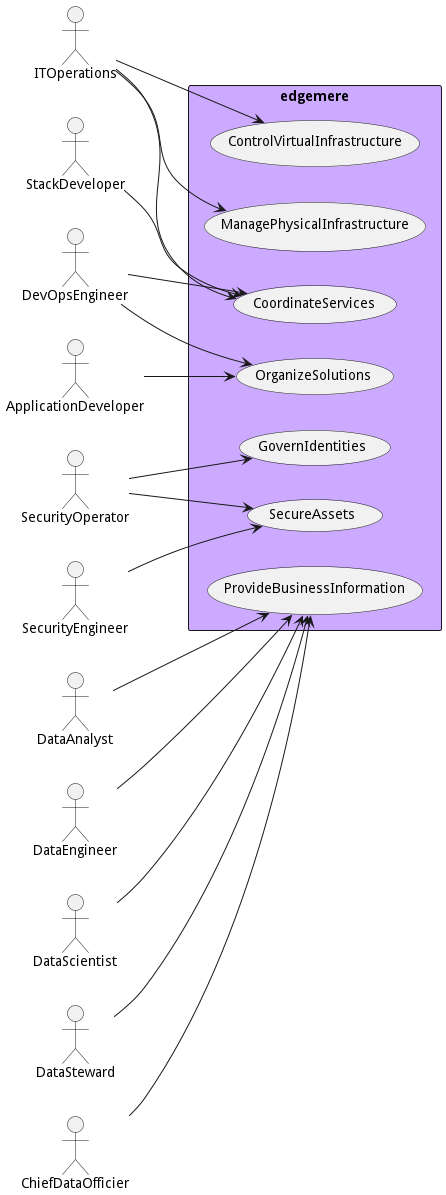 ITOperations
edgemere
ControlVirtualInfrastructure
StackDeveloper
ManagePhysicalInfrastructure
DevOpsEngineer
CoordinateServices
ApplicationDeveloper
OrganizeSolutions
SecurityOperator
GovernIdentities
SecureAssets
SecurityEngineer
ProvideBusinessInformation
DataAnalyst
DataEngineer
DataScientist
DataSteward
ChiefDataOfficier